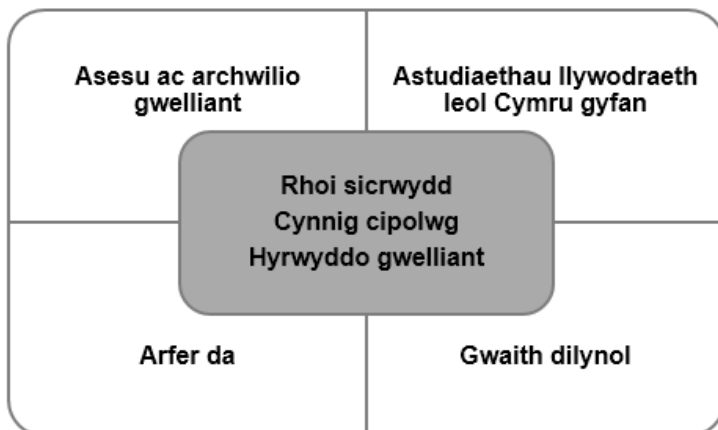 Asesu ac archwilio
gwelliant
Astudiaethau llywodraeth
leol Cymru gyfan
Rhoi sicrwydd
Cynnig cipolwg
Hyrwyddo gwelliant
Arfer da
Gwaith dilynol